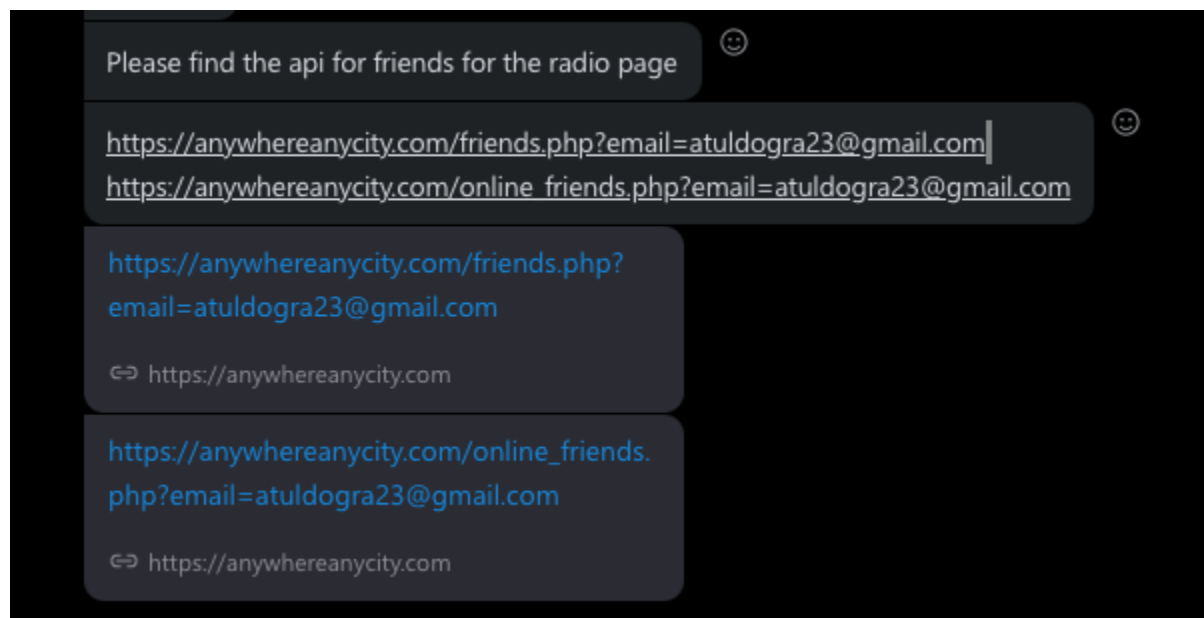 Please find the api for friends for the radio page
https://anywhereanycity.com/friends.php?email=atuldogra23@gmail.com
https://anywhereanycity.com/online_friends.php?email=atuldogra23@gmail.com
https://anywhereanycity.com/friends.php?
email=atuldogra23@gmail.com
https://anywhereanycity.com
https://anywhereanycity.com/online_friends.
php?email=atuldogra23@gmail.com
https://anywhereanycity.com